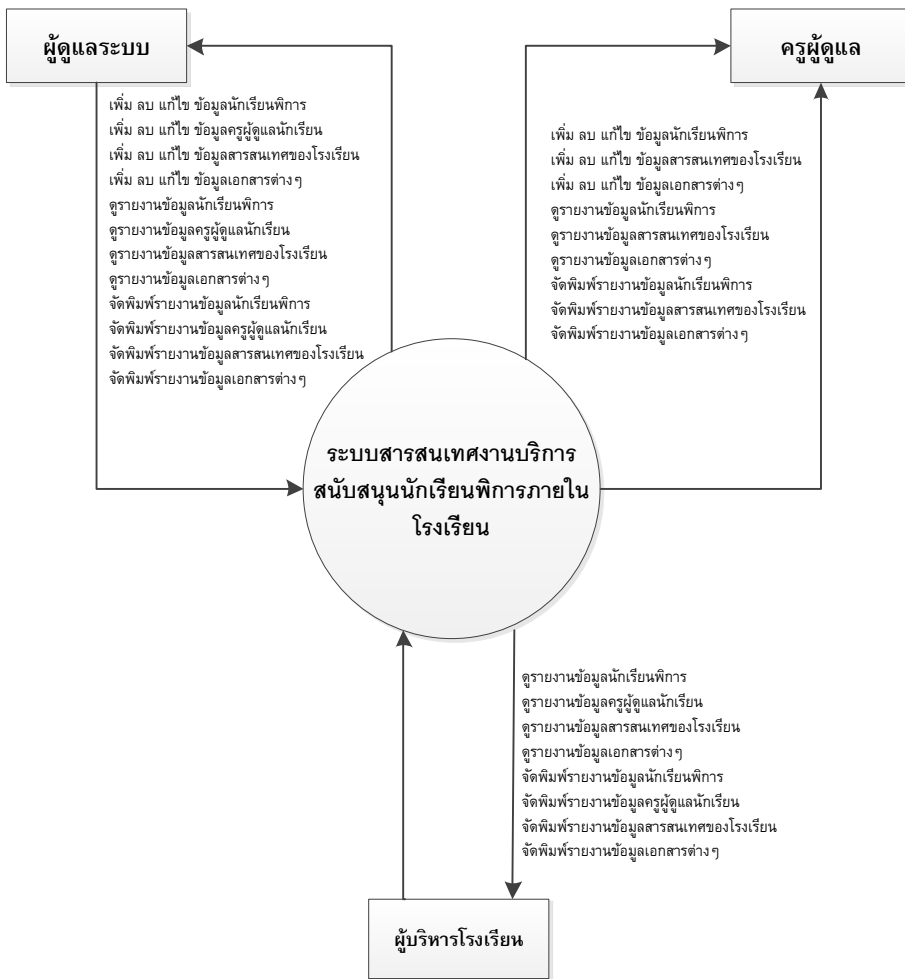 ผู้ดูแลระบบ
ครูผู้ดูแล
เพิ่ม ลบ แก้ไข ข้อมูลนักเรียนพิการ
เพิ่ม ลบ แก้ไข ข้อมูลครูผู้ดูแลนักเรียน
เพิ่ม ลบ แก้ไข ข้อมูลสารสนเทศของโรงเรียน
เพิ่ม ลบ แก้ไข ข้อมูลเอกสารต่างๆ
ดูรายงานข้อมูลนักเรียนพิการ
ดูรายงานข้อมูลครูผู้ดูแลนักเรียน
ดูรายงานข้อมูลสารสนเทศของโรงเรียน
ดูรายงานข้อมูลเอกสารต่างๆ
จัดพิมพ์รายงานข้อมูลนักเรียนพิการ
จัดพิมพ์รายงานข้อมูลครูผู้ดูแลนักเรียน
จัดพิมพ์รายงานข้อมูลสารสนเทศของโรงเรียน
จัดพิมพ์รายงานข้อมูลเอกสารต่างๆ
เพิ่ม ลบ แก้ไข ข้อมูลนักเรียนพิการ
เพิ่ม ลบ แก้ไข ข้อมูลสารสนเทศของโรงเรียน
เพิ่ม ลบ แก้ไข ข้อมูลเอกสารต่างๆ
ดูรายงานข้อมูลนักเรียนพิการ
ดูรายงานข้อมูลสารสนเทศของโรงเรียน
ดูรายงานข้อมูลเอกสารต่างๆ
จัดพิมพ์รายงานข้อมูลนักเรียนพิการ
จัดพิมพ์รายงานข้อมูลสารสนเทศของโรงเรียน
จัดพิมพ์รายงานข้อมูลเอกสารต่างๆ
ระบบสารสนเทศงานบริการ
สนับสนุนนักเรียนพิการภายใน
โรงเรียน
ดูรายงานข้อมูลนักเรียนพิการ
ดูรายงานข้อมูลครูผู้ดูแลนักเรียน
ดูรายงานข้อมูลสารสนเทศของโรงเรียน
ดูรายงานข้อมูลเอกสารต่างๆ
จัดพิมพ์รายงานข้อมูลนักเรียนพิการ
จัดพิมพ์รายงานข้อมูลครูผู้ดูแลนักเรียน
จัดพิมพ์รายงานข้อมูลสารสนเทศของโรงเรียน
จัดพิมพ์รายงานข้อมูลเอกสารต่างๆ
ผู้บริหารโรงเรียน